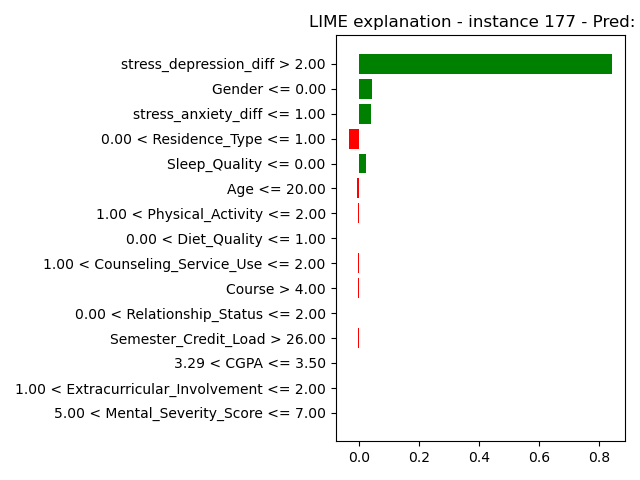 LIME explanation - instance 177 - Pred:
stress_depression_diff > 2.00
Gender <= 0.00
stress_anxiety_diff <= 1.00
0.00 < Residence_Type <= 1.00
Sleep_Quality <= 0.00
Age <= 20.00
1.00 < Physical_Activity <= 2.00
0.00 < Diet_Quality <= 1.00
1.00 < Counseling_Service_Use <= 2.00
Course > 4.00
0.00 < Relationship_Status <= 2.00
Semester_Credit_Load > 26.00
3.29 < CGPA <= 3.50
1.00 < Extracurricular_Involvement <= 2.00
5.00 < Mental_Severity_Score <= 7.00
0.0 0.2 0.4 0.6 0.8